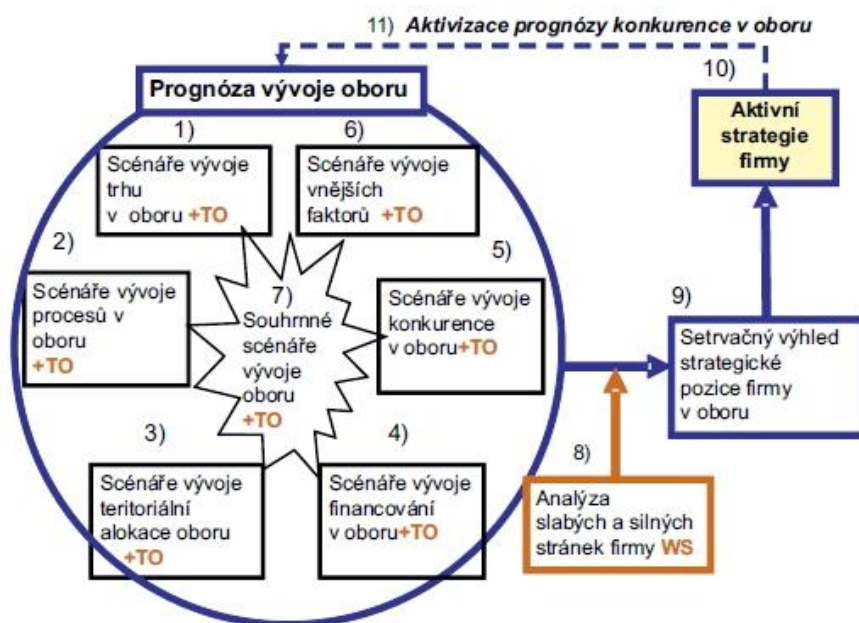 11) Aktivizace prognózy konkurence v oboru
Prognóza vývoje oboru
10)
Aktivní
strategie
firmy
1)
Scénáře vývoje
trhu
v oboru +TO
6)
Scénáře vývoje
vnějších
faktorů +TO
2)
Scénáře vývoje
procesů v
oboru
+TO
7)
Souhrnné
scénáře
vývoje
oboru
+TO
5)
Scénáře vývoje
konkurence
v oboru+TO
9)
Setrvačný výhled
strategické
pozice firmy
v oboru
3)
Scénáře vývoje
teritoriální
alokace oboru
+TO
4)
Scénáře vývoje
financování
v oboru+TO
8)
Analýza
slabých a silných
stránek firmy WS